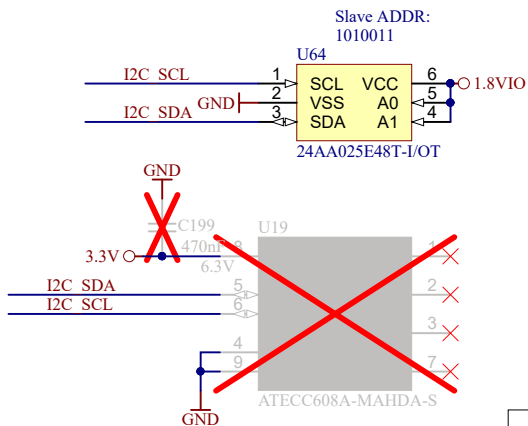 Slave ADDR:
1010011
U64
I2C_SCL 1 SCL VCC 6 1.8VIO
GND 2 VSS A0 5
I2C_SDA 3 SDA A1 4
24AA025E48T-I/OT
GND
C199 U19
470nF
3.3V 6.3V 8 1
I2C_SDA 5 2
I2C_SCL 6 3
4
9 7
GND
ATECC608A-MAHDA-S